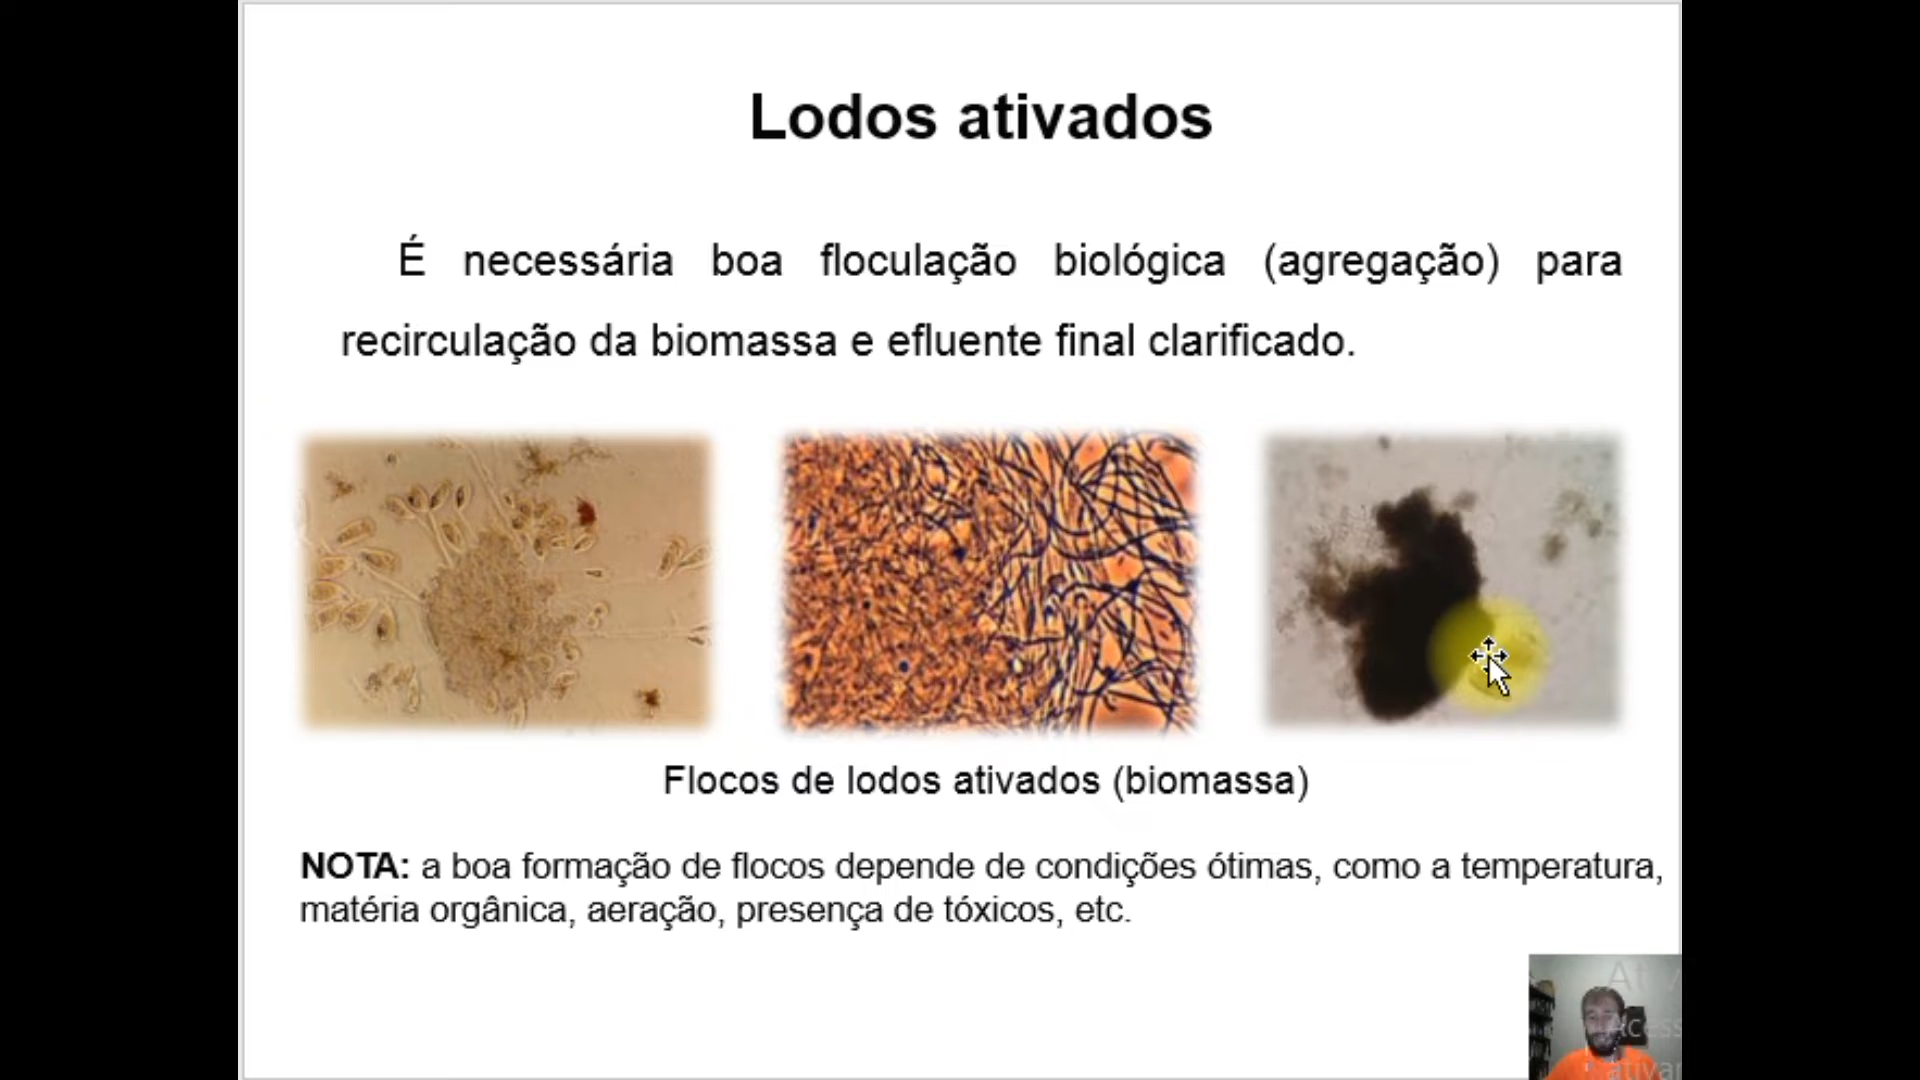 Lodos ativados
É necessária boa floculação biológica (agregação) para
recirculação da biomassa e efluente final clarificado.
Flocos de lodos ativados (biomassa)
NOTA: a boa formação de flocos depende de condições ótimas, como a temperatura,
matéria orgânica, aeração, presença de tóxicos, etc.